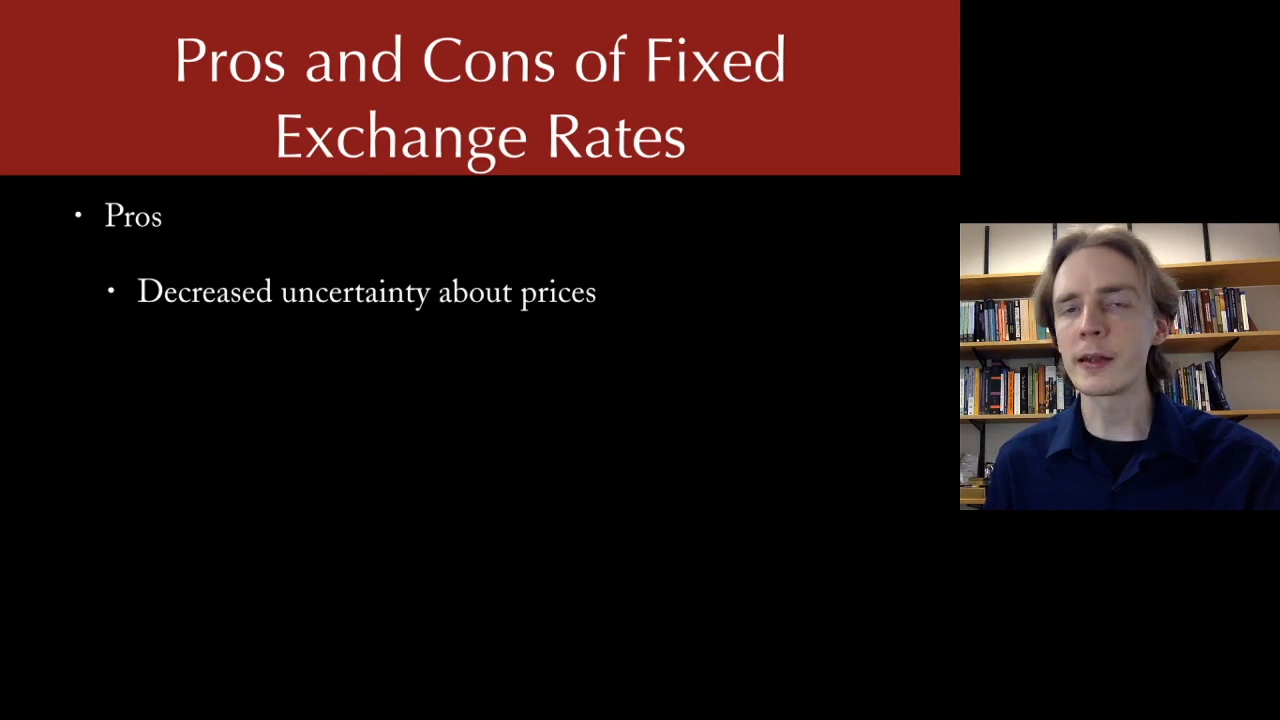 Pros and Cons of Fixed
Exchange Rates
• Pros
• Decreased uncertainty about prices